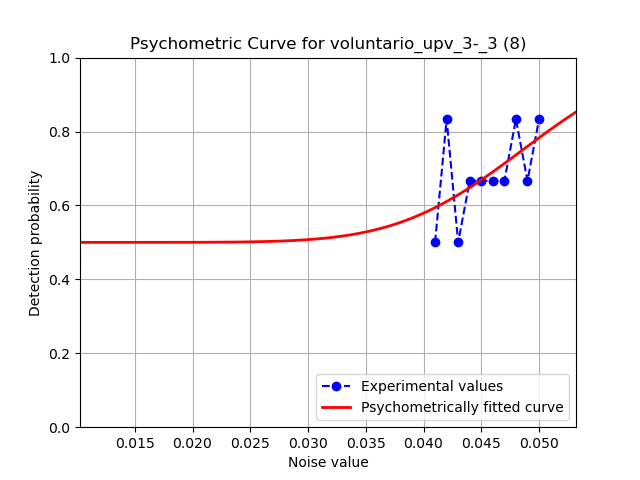 Psychometric Curve for voluntario_upv_3-_3 (8)
1.0
0.8
0.6
0.4
0.2
0.0
Detection probability
0.015 0.020 0.025 0.030 0.035 0.040 0.045 0.050
Noise value
Experimental values
Psychometrically fitted curve